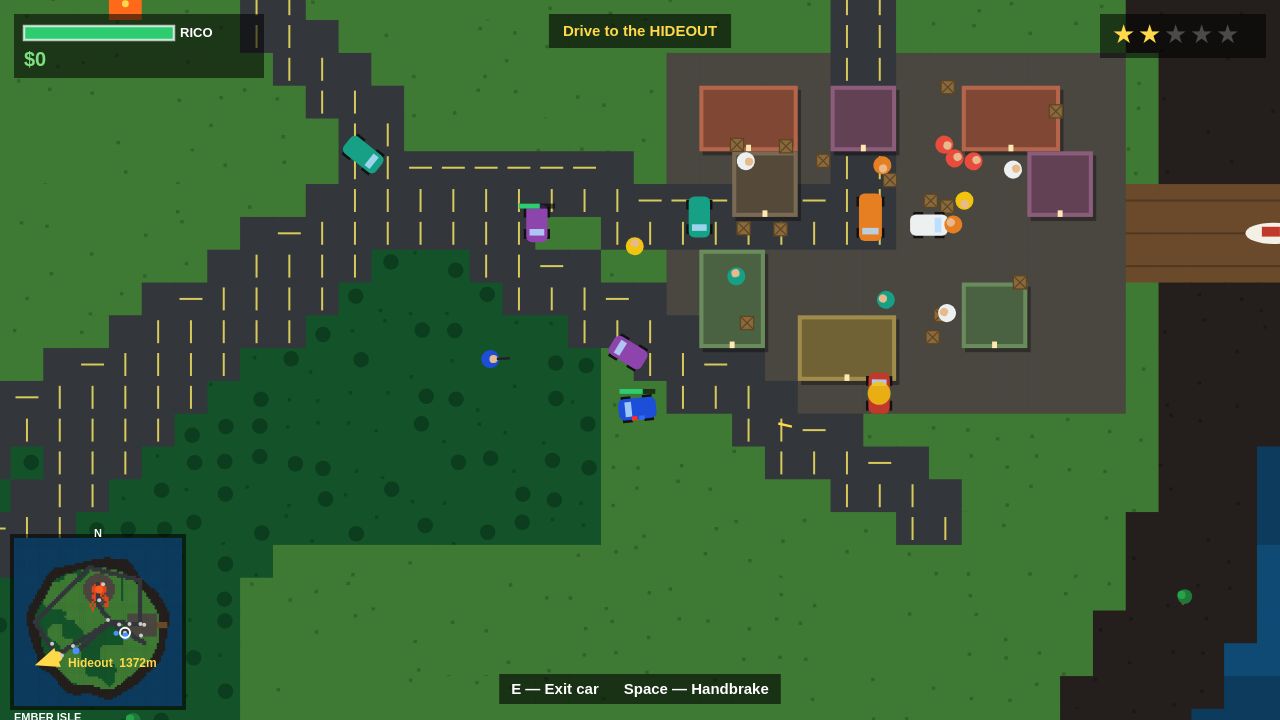 Drive to the HIDEOUT
RICO
$0
N
Hideout 1372m
EMBER ISLE
E — Exit car Space — Handbrake